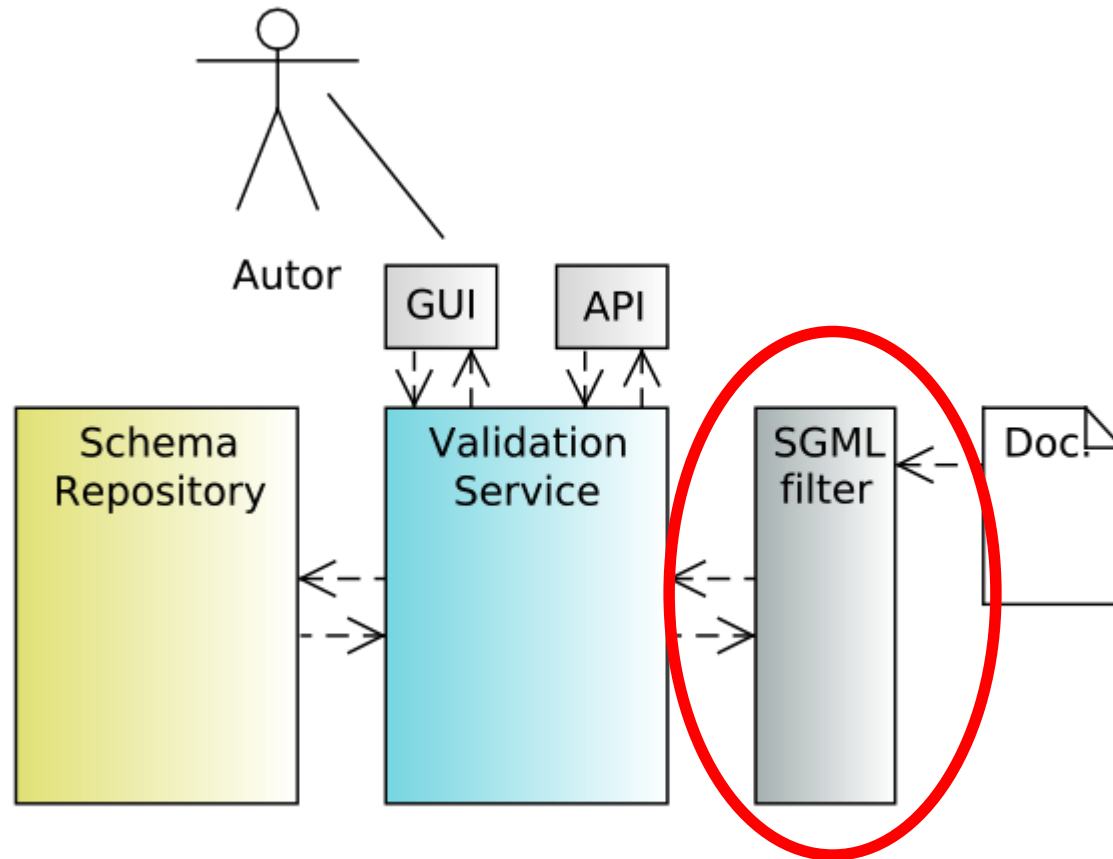 Autor
GUI
API
Schema
Repository
Validation
Service
SGML
filter
Doc.